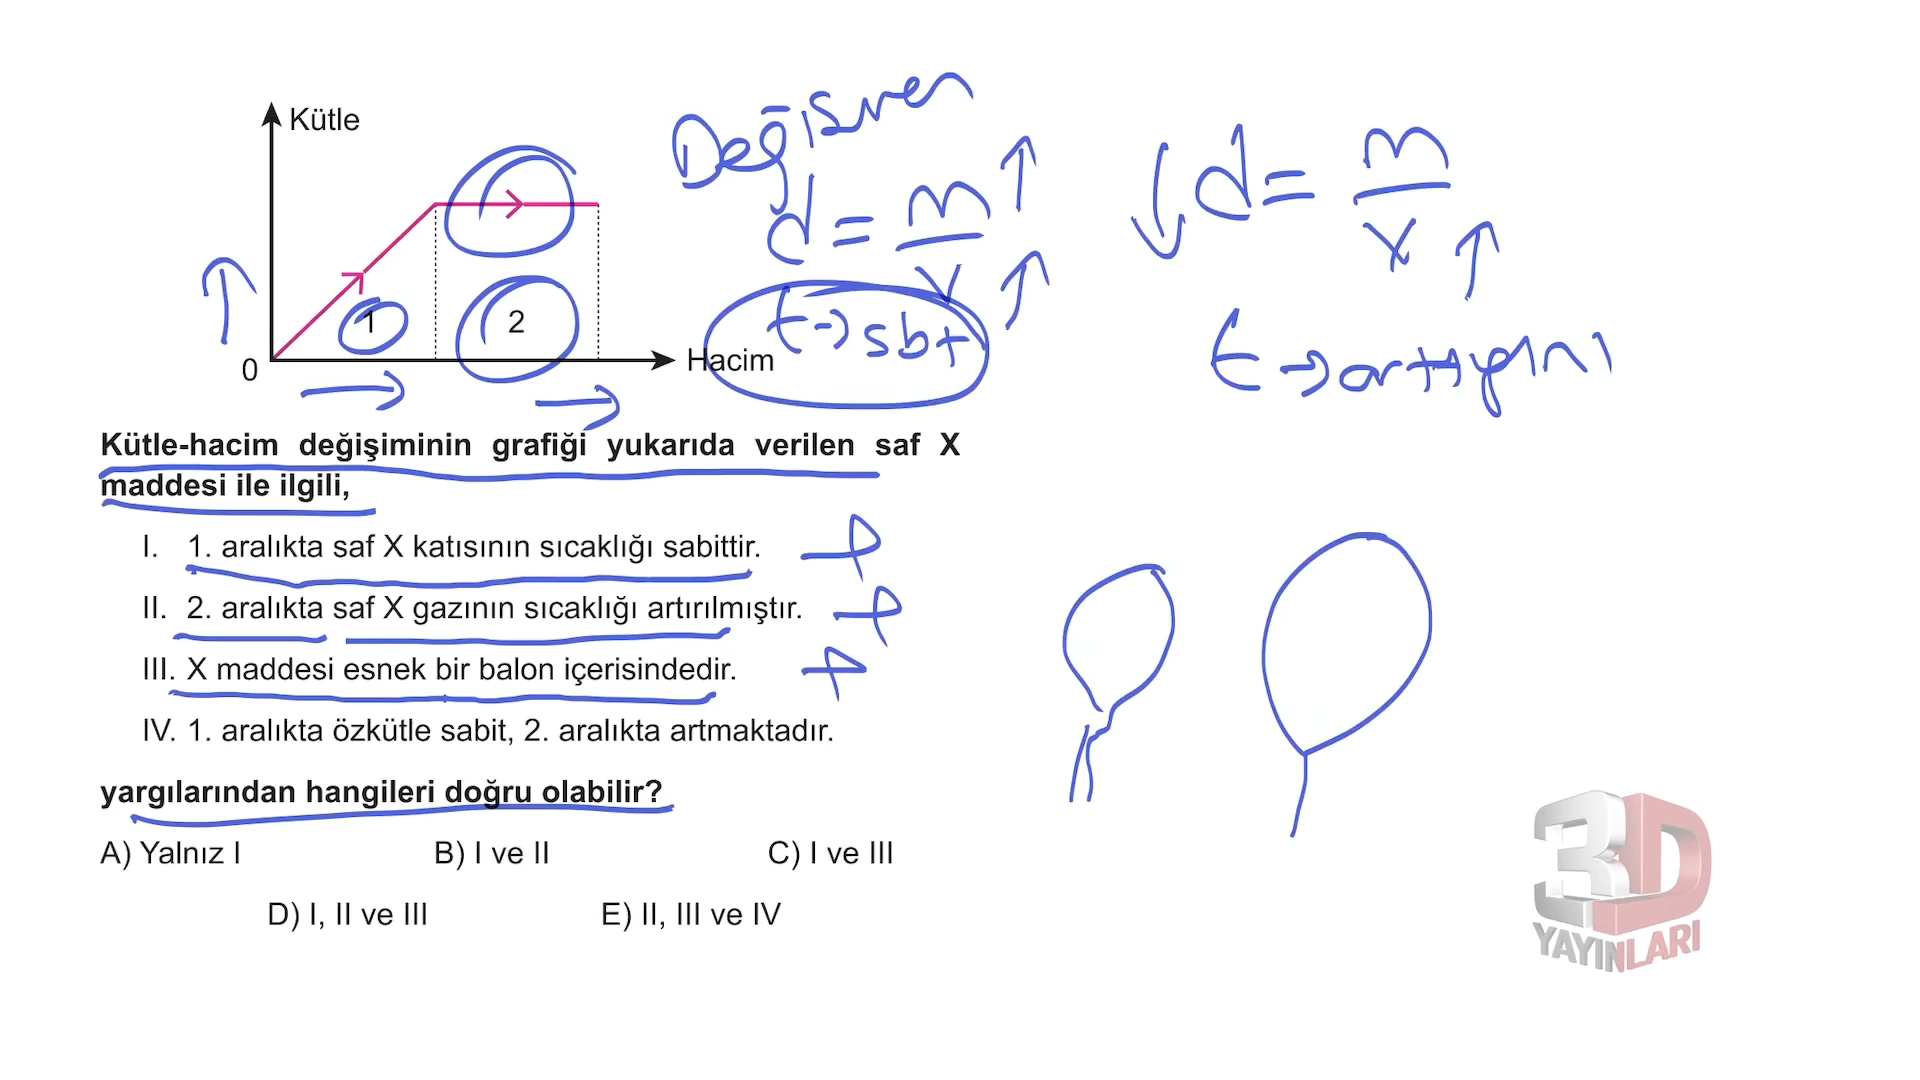 Kütle
Değişmez
d = m / V
d = m / V
1
2
0
Hacim
t → sbt
t → arttığını
Kütle-hacim değişiminin grafiği yukarıda verilen saf X
maddesi ile ilgili,
I. 1. aralıkta saf X katısının sıcaklığı sabittir.
II. 2. aralıkta saf X gazının sıcaklığı artırılmıştır.
III. X maddesi esnek bir balon içerisindedir.
IV. 1. aralıkta özkütle sabit, 2. aralıkta artmaktadır.
yargılarından hangileri doğru olabilir?
A) Yalnız I B) I ve II C) I ve III
D) I, II ve III E) II, III ve IV
3D
YAYINLARI